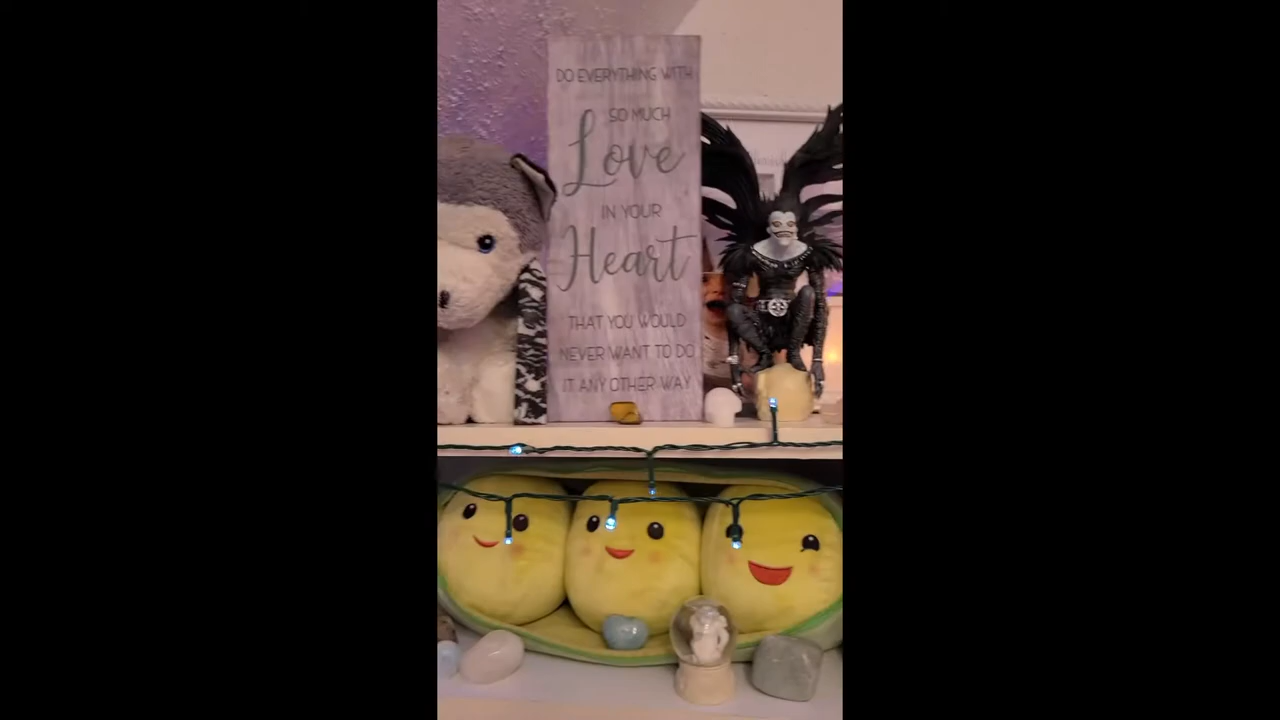 DO EVERYTHING WITH
SO MUCH
Love
IN YOUR
Heart
THAT YOU WOULD
NEVER WANT TO DO
IT ANY OTHER WAY